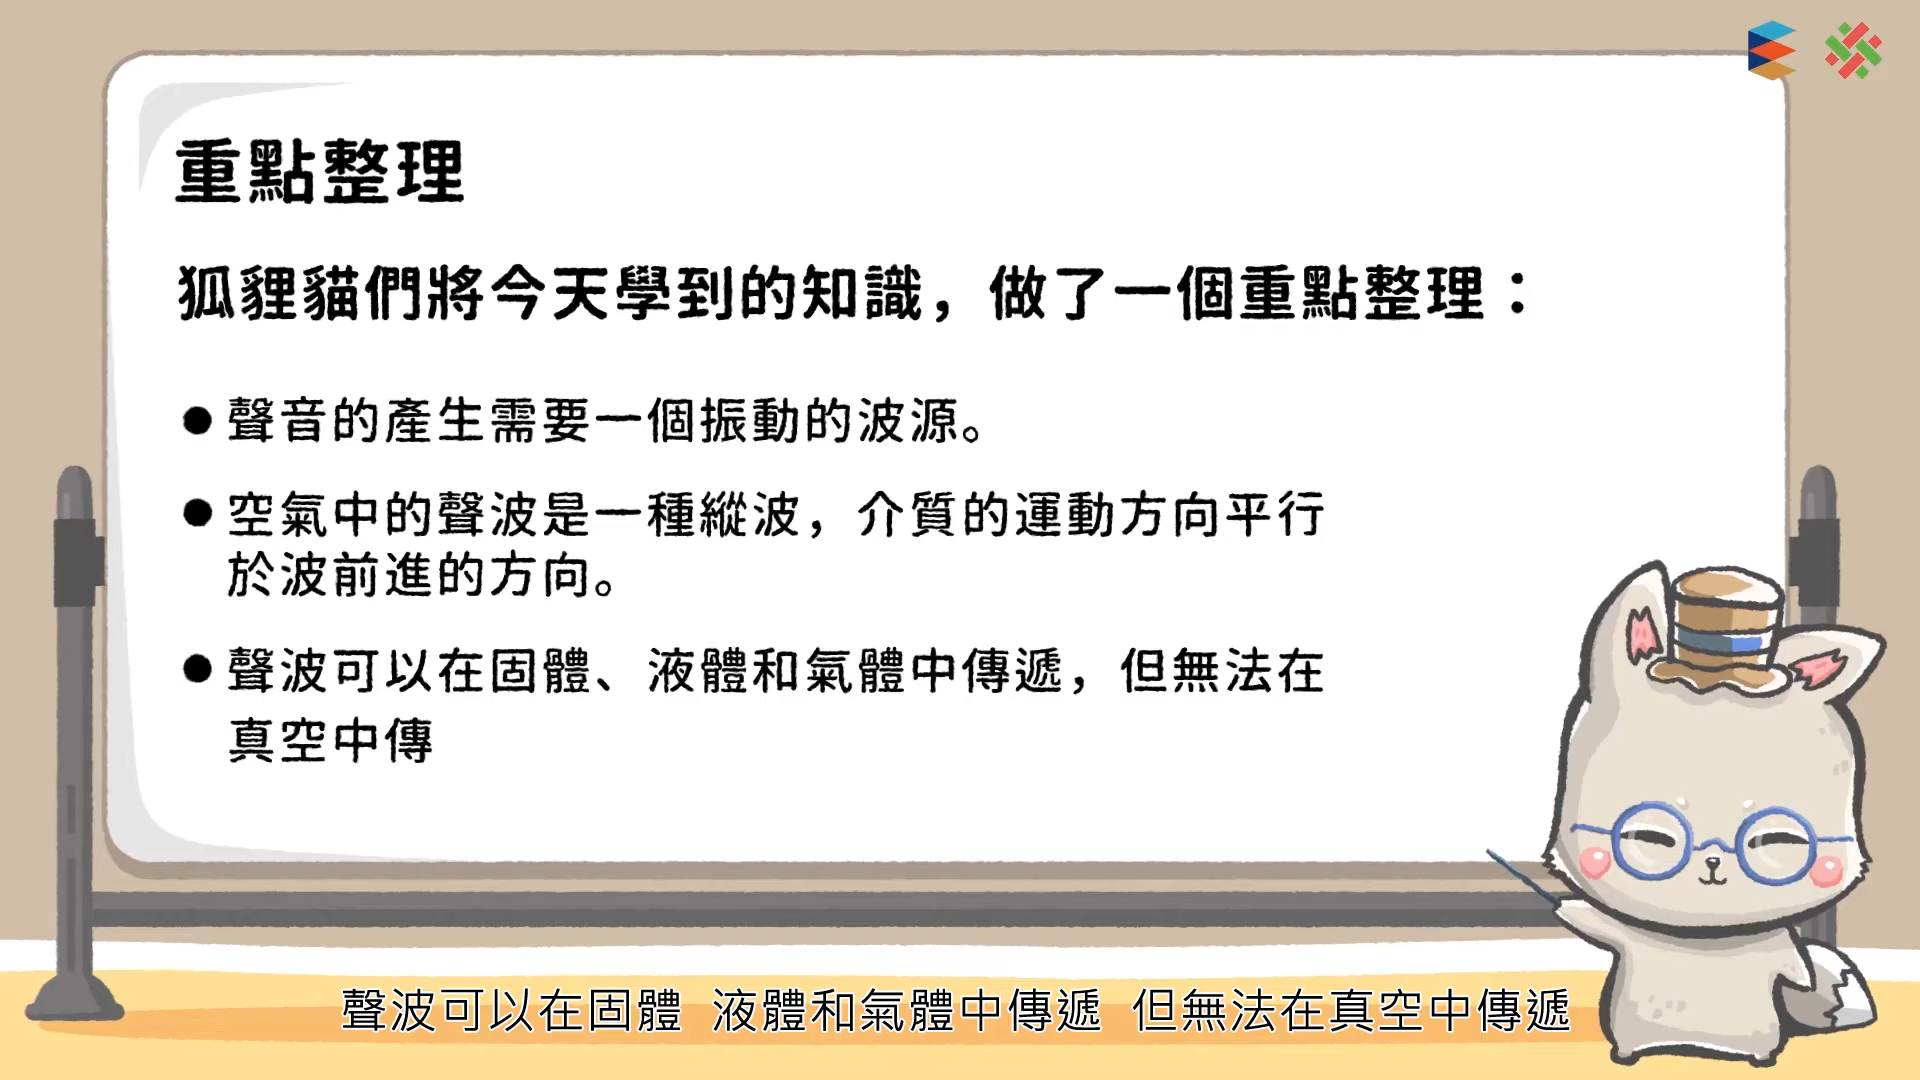 重點整理
狐貍貓們將今天學到的知識，做了一個重點整理：
●聲音的產生需要一個振動的波源。
●空氣中的聲波是一種縱波，介質的運動方向平行
於波前進的方向。
●聲波可以在固體、液體和氣體中傳遞，但無法在
真空中傳
聲波可以在固體 液體和氣體中傳遞 但無法在真空中傳遞